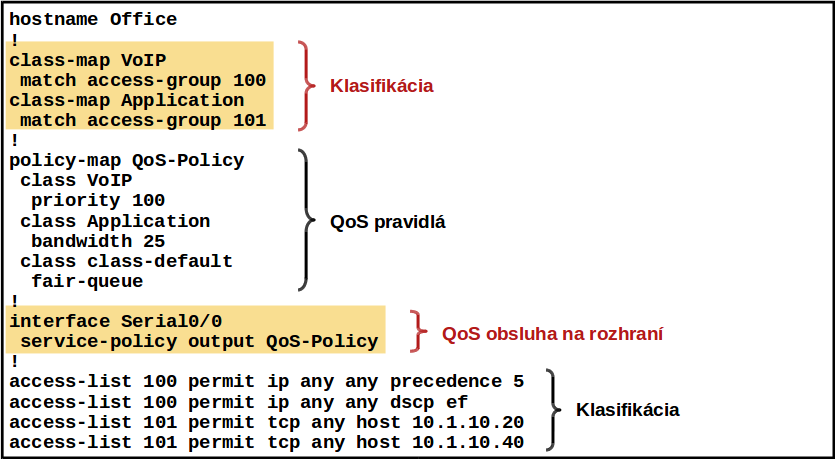 hostname Office
!
class-map VoIP
 match access-group 100
class-map Application
 match access-group 101
Klasifikácia
!
policy-map QoS-Policy
 class VoIP
  priority 100
 class Application
  bandwidth 25
 class class-default
  fair-queue
QoS pravidlá
!
interface Serial0/0
 service-policy output QoS-Policy
QoS obsluha na rozhraní
!
access-list 100 permit ip any any precedence 5
access-list 100 permit ip any any dscp ef
access-list 101 permit tcp any host 10.1.10.20
access-list 101 permit tcp any host 10.1.10.40
Klasifikácia